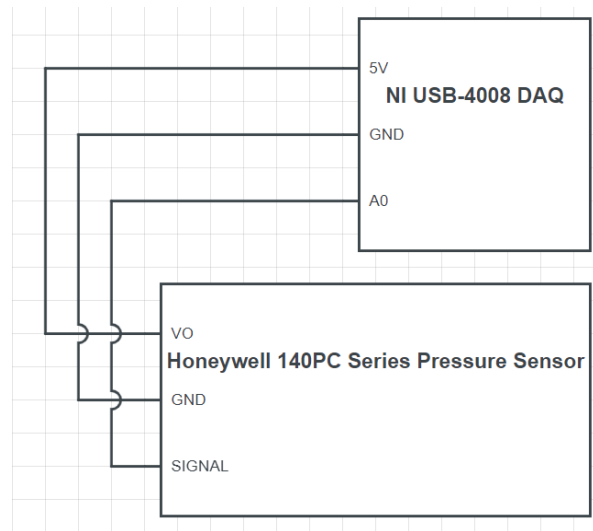 5V
NI USB-4008 DAQ
GND
A0
VO
Honeywell 140PC Series Pressure Sensor
GND
SIGNAL